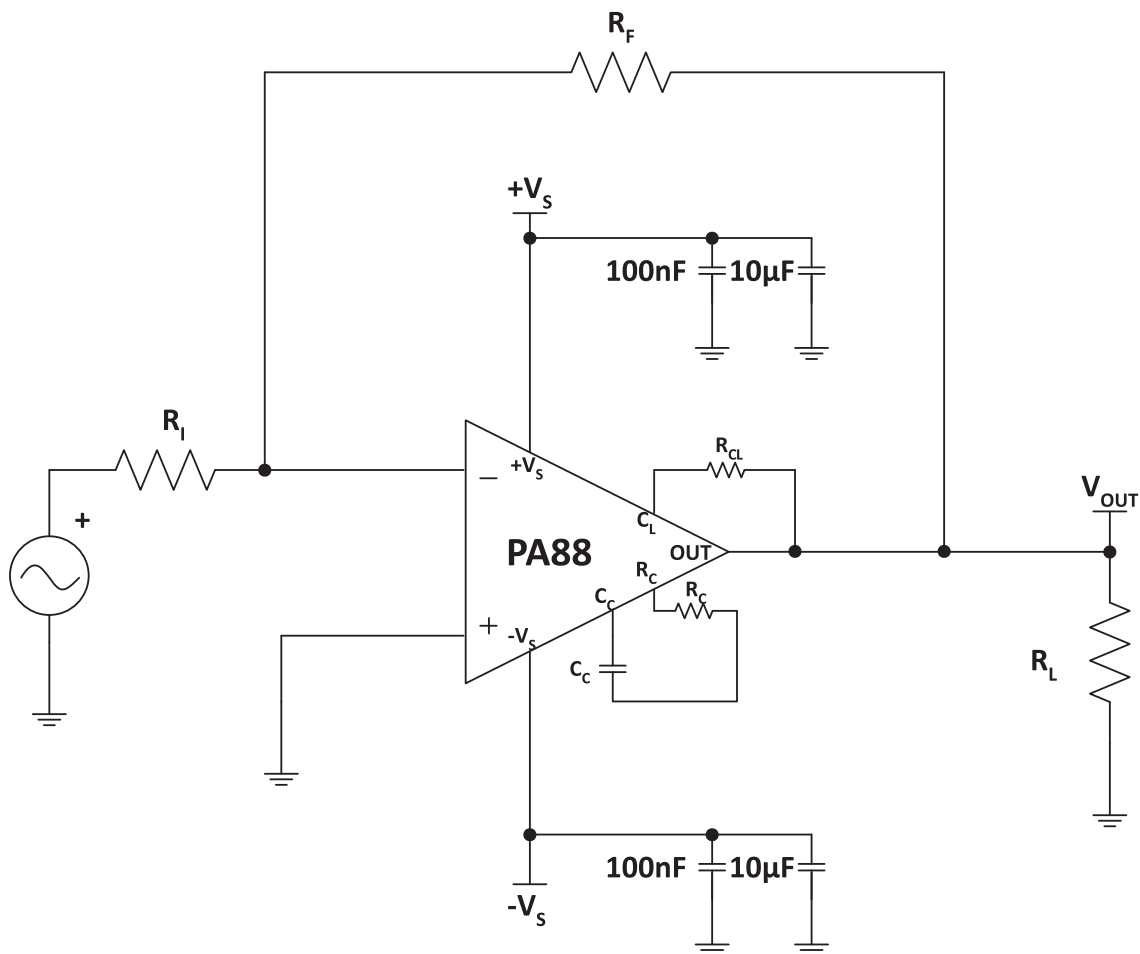 R_F
+V_S
100nF 10µF
R_I
+
R_CL
+V_S
–
C_L
V_OUT
PA88
OUT
R_C
R_C
C_C
+
-V_S
C_C
R_L
100nF 10µF
-V_S